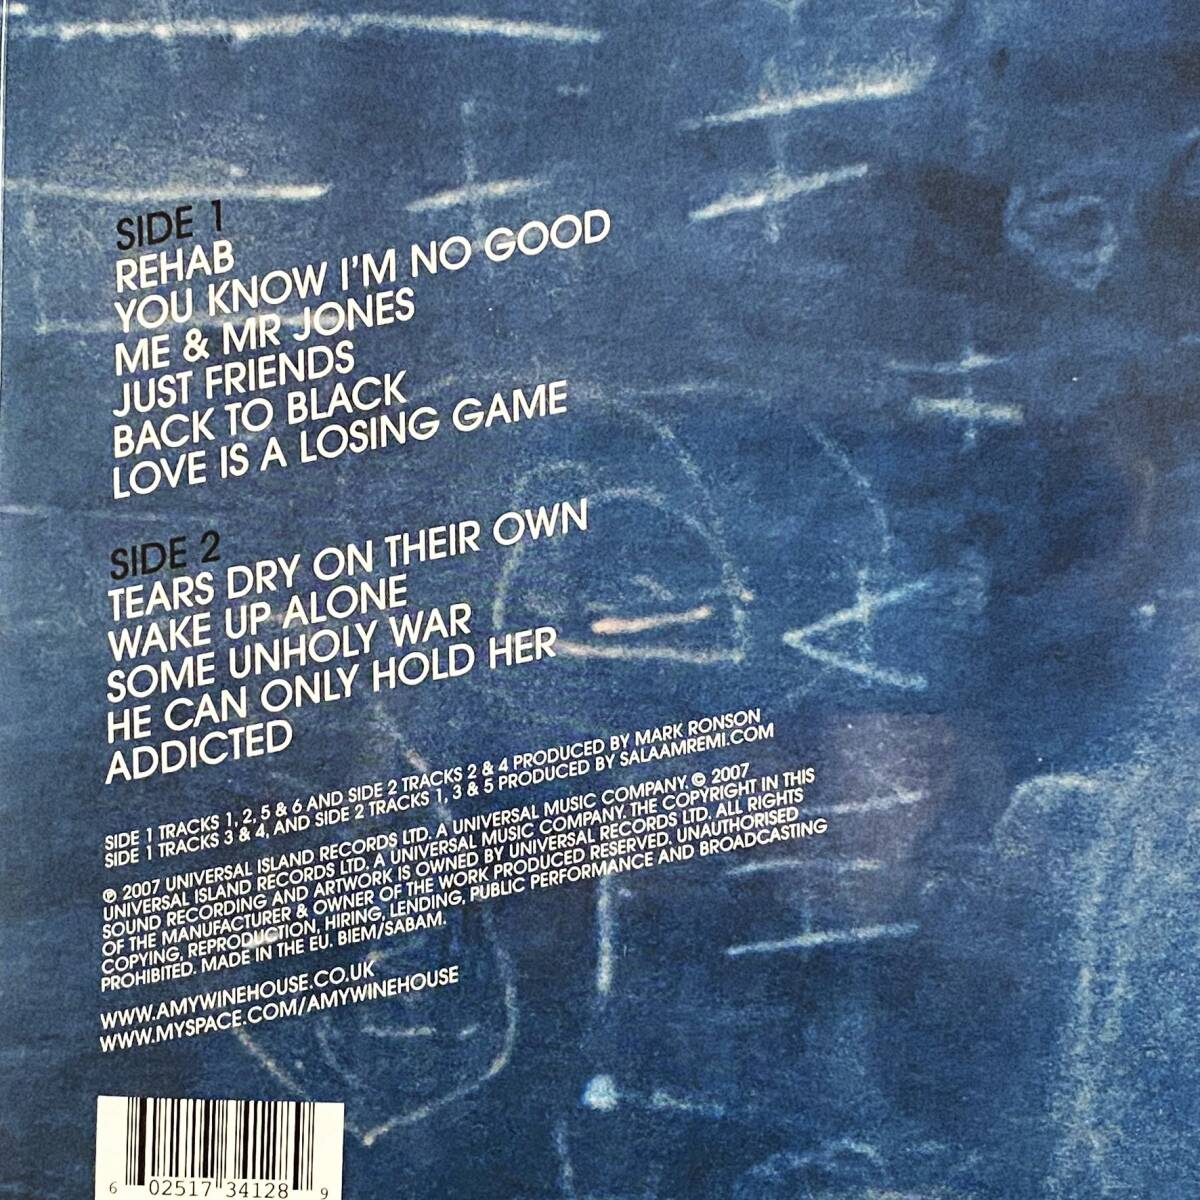 SIDE 1
REHAB
YOU KNOW I'M NO GOOD
ME & MR JONES
JUST FRIENDS
BACK TO BLACK
LOVE IS A LOSING GAME
SIDE 2
TEARS DRY ON THEIR OWN
WAKE UP ALONE
SOME UNHOLY WAR
HE CAN ONLY HOLD HER
ADDICTED
SIDE 1 TRACKS 1, 2, 5 & 6 AND SIDE 2 TRACKS 2 & 4 PRODUCED BY MARK RONSON
SIDE 1 TRACKS 3 & 4, AND SIDE 2 TRACKS 1, 3 & 5 PRODUCED BY SALAAMREMI.COM
℗ 2007 UNIVERSAL ISLAND RECORDS LTD. A UNIVERSAL MUSIC COMPANY. © 2007
UNIVERSAL ISLAND RECORDS LTD. A UNIVERSAL MUSIC COMPANY. THE COPYRIGHT IN THIS
SOUND RECORDING AND ARTWORK IS OWNED BY UNIVERSAL RECORDS LTD. ALL RIGHTS
OF THE MANUFACTURER & OWNER OF THE WORK PRODUCED RESERVED. UNAUTHORISED
COPYING, REPRODUCTION, HIRING, LENDING, PUBLIC PERFORMANCE AND BROADCASTING
PROHIBITED. MADE IN THE EU. BIEM/SABAM.
WWW.AMYWINEHOUSE.CO.UK
WWW.MYSPACE.COM/AMYWINEHOUSE
6 02517 34128 9